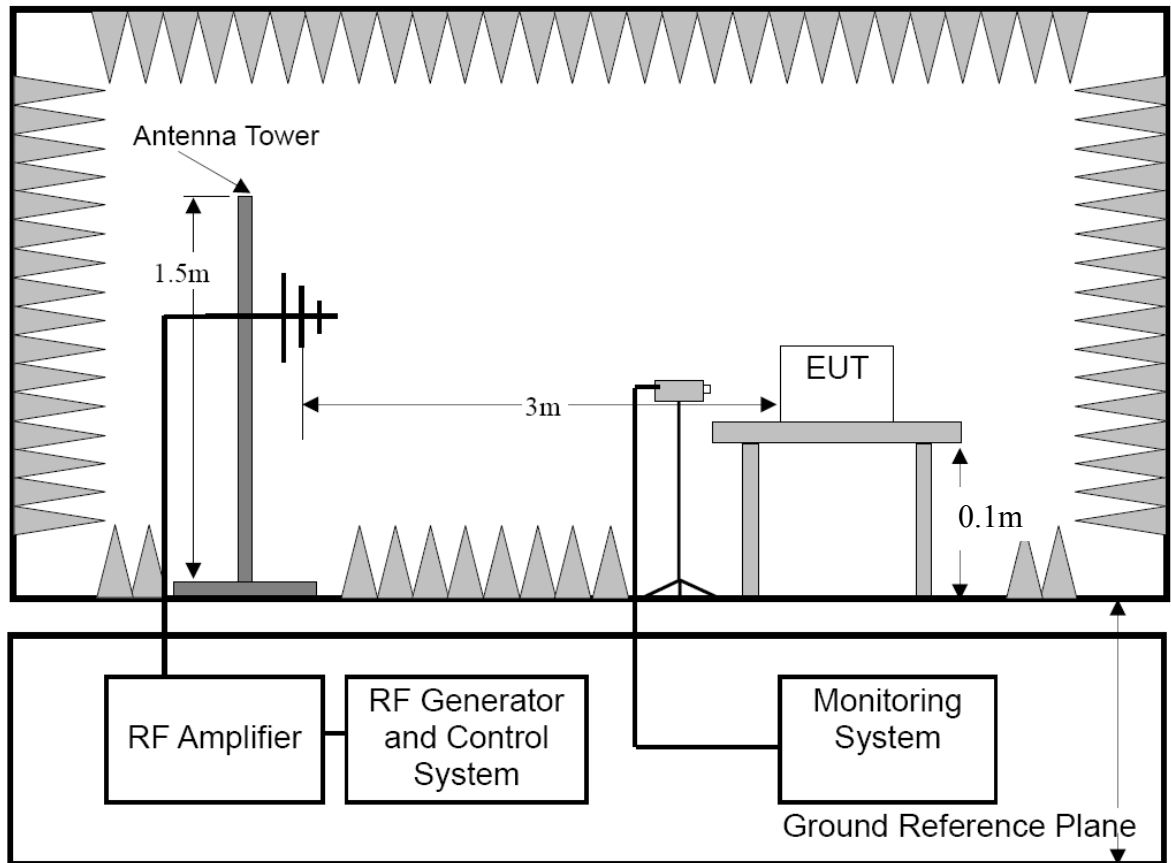 Antenna Tower
1.5m
EUT
3m
0.1m
RF Amplifier
RF Generator
and Control
System
Monitoring
System
Ground Reference Plane